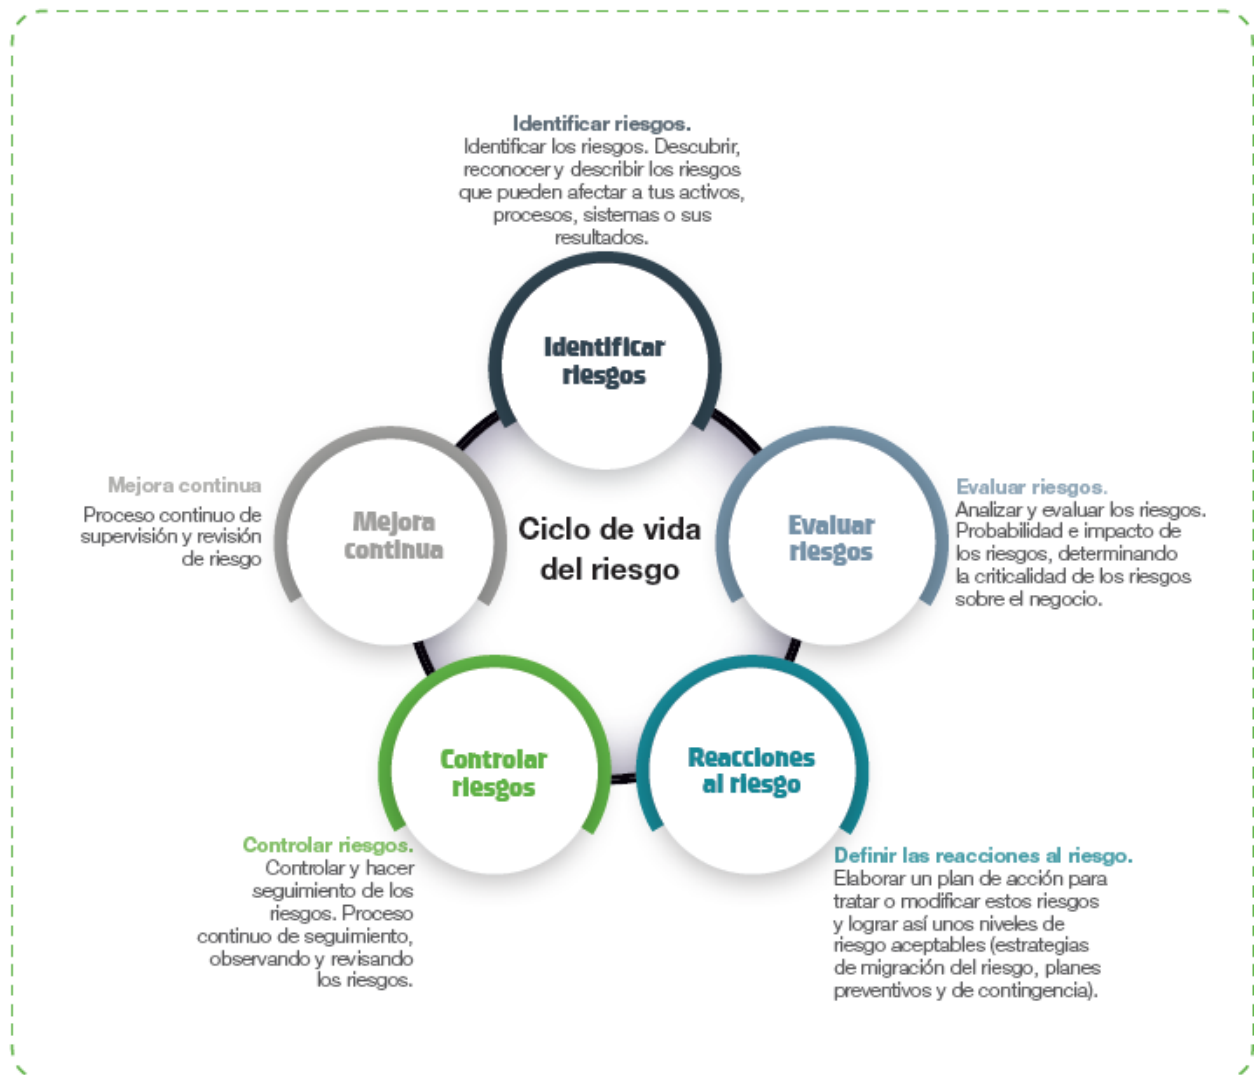 Identificar riesgos.
Identificar los riesgos. Descubrir,
reconocer y describir los riesgos
que pueden afectar a tus activos,
procesos, sistemas o sus
resultados.
Identificar
riesgos
Evaluar
riesgos
Evaluar riesgos.
Analizar y evaluar los riesgos.
Probabilidad e impacto de
los riesgos, determinando
la criticalidad de los riesgos
sobre el negocio.
Reacciones
al riesgo
Definir las reacciones al riesgo.
Elaborar un plan de acción para
tratar o modificar estos riesgos
y lograr así unos niveles de
riesgo aceptables (estrategias
de migración del riesgo, planes
preventivos y de contingencia).
Controlar
riesgos
Controlar riesgos.
Controlar y hacer
seguimiento de los
riesgos. Proceso
continuo de seguimiento,
observando y revisando
los riesgos.
Mejora
continua
Mejora continua
Proceso continuo de
supervisión y revisión
de riesgo
Ciclo de vida
del riesgo